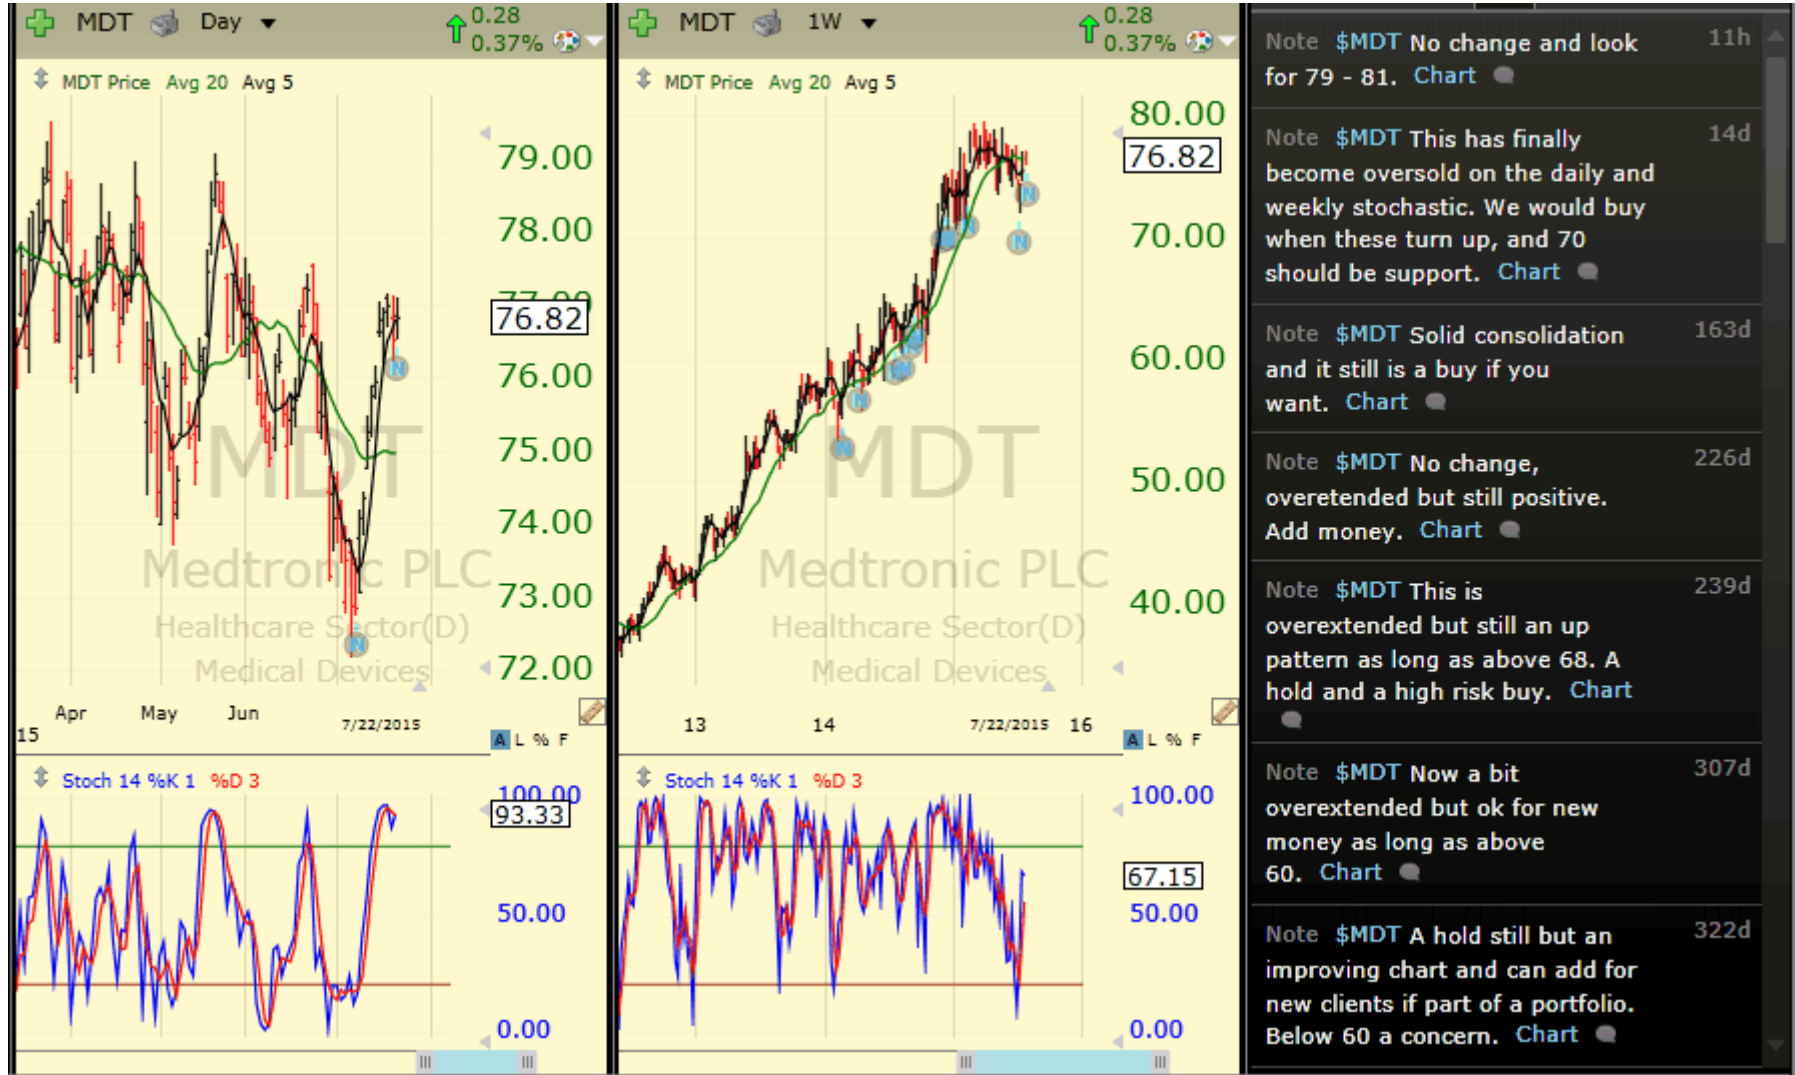 MDT Day
0.28
0.37%
MDT Price Avg 20 Avg 5
79.00
78.00
77.00
76.82
76.00
75.00
74.00
73.00
72.00
MDT
Medtronic PLC
Healthcare Sector(D)
Medical Devices
N
N
Apr May Jun 7/22/2015
15
A L % F
Stoch 14 %K 1 %D 3
100.00
93.33
50.00
0.00
MDT 1W
0.28
0.37%
MDT Price Avg 20 Avg 5
80.00
76.82
70.00
60.00
50.00
40.00
MDT
Medtronic PLC
Healthcare Sector(D)
Medical Devices
N
N
N
N
N
13 14 7/22/2015 16
A L % F
Stoch 14 %K 1 %D 3
100.00
67.15
50.00
0.00
Note $MDT No change and look 11h
for 79 - 81. Chart
Note $MDT This has finally 14d
become oversold on the daily and
weekly stochastic. We would buy
when these turn up, and 70
should be support. Chart
Note $MDT Solid consolidation 163d
and it still is a buy if you
want. Chart
Note $MDT No change, 226d
overetended but still positive.
Add money. Chart
Note $MDT This is 239d
overextended but still an up
pattern as long as above 68. A
hold and a high risk buy. Chart
Note $MDT Now a bit 307d
overextended but ok for new
money as long as above
60. Chart
Note $MDT A hold still but an 322d
improving chart and can add for
new clients if part of a portfolio.
Below 60 a concern. Chart